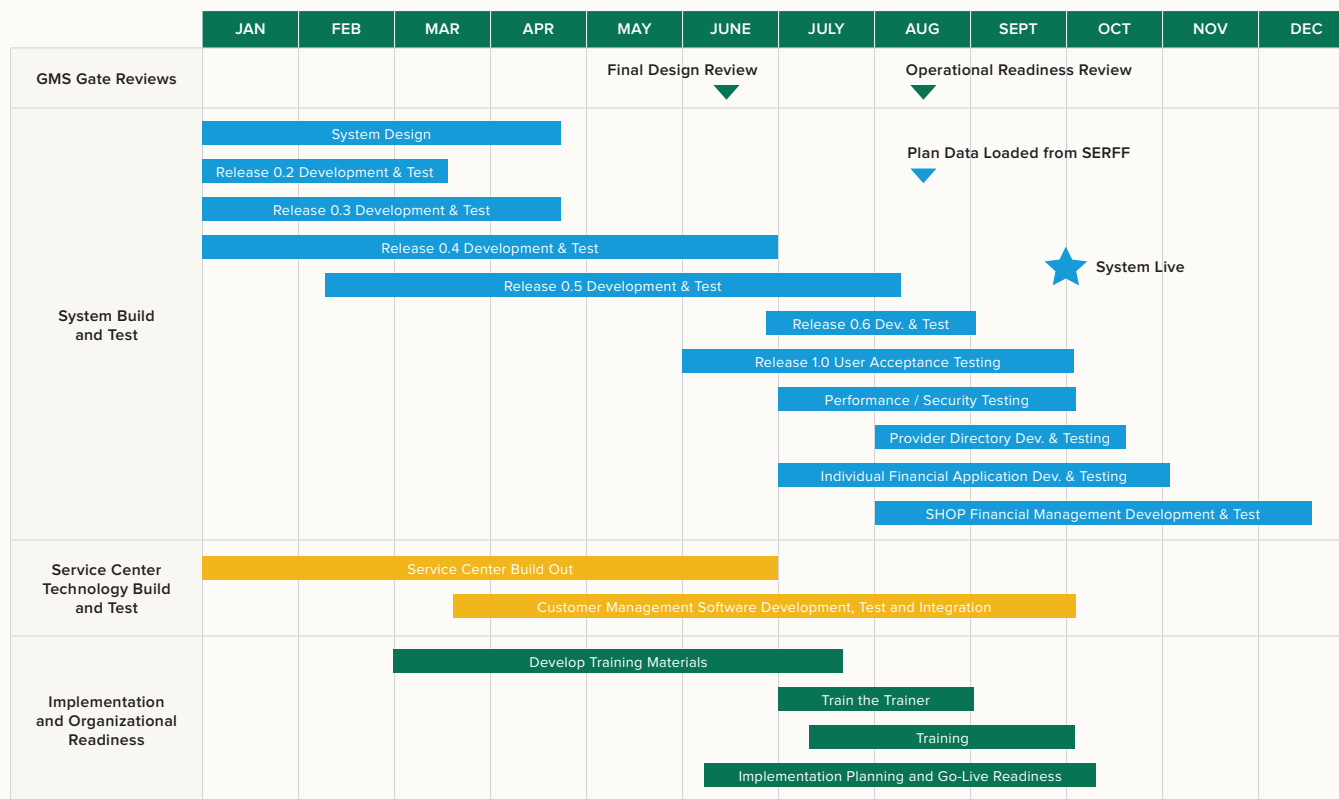 JAN FEB MAR APR MAY JUNE JULY AUG SEPT OCT NOV DEC
GMS Gate Reviews
Final Design Review
Operational Readiness Review
System Build
and Test
System Design
Plan Data Loaded from SERFF
Release 0.2 Development & Test
Release 0.3 Development & Test
Release 0.4 Development & Test
System Live
Release 0.5 Development & Test
Release 0.6 Dev. & Test
Release 1.0 User Acceptance Testing
Performance / Security Testing
Provider Directory Dev. & Testing
Individual Financial Application Dev. & Testing
SHOP Financial Management Development & Test
Service Center
Technology Build
and Test
Service Center Build Out
Customer Management Software Development, Test and Integration
Implementation
and Organizational
Readiness
Develop Training Materials
Train the Trainer
Training
Implementation Planning and Go-Live Readiness